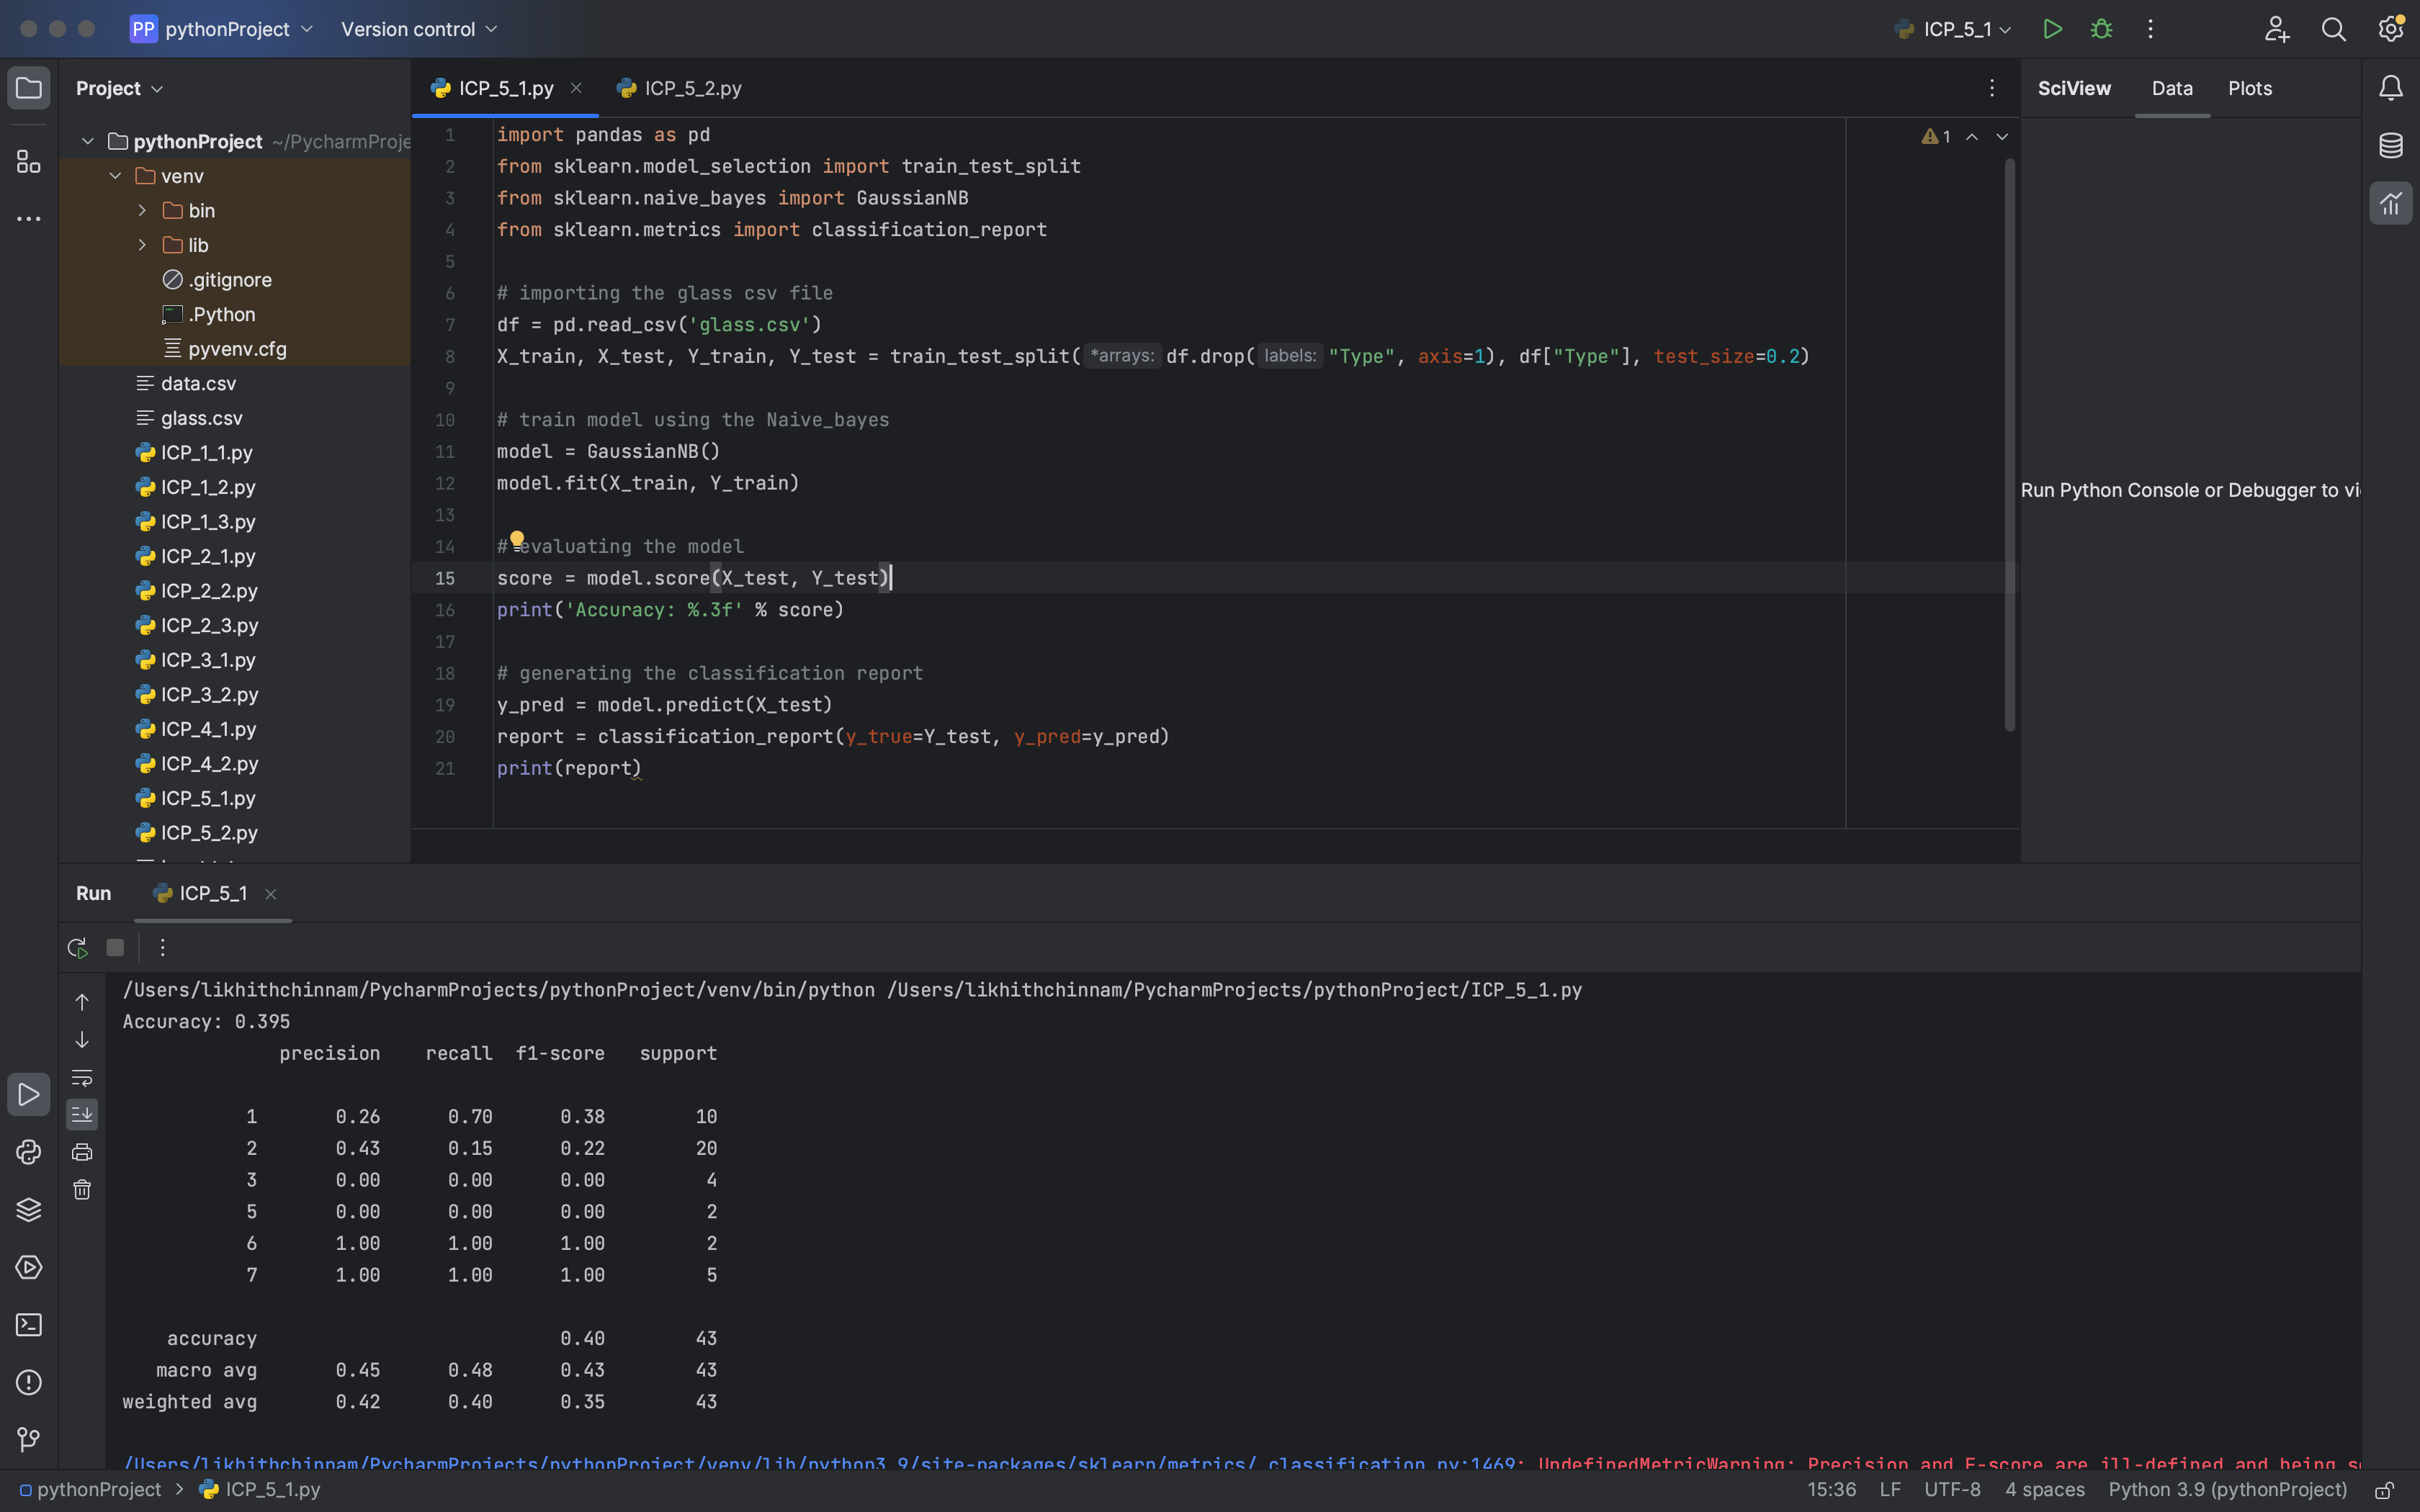 PP pythonProject Version control ICP_5_1
Project
ICP_5_1.py ICP_5_2.py
SciView Data Plots
pythonProject ~/PycharmProje
venv
bin
lib
.gitignore
.Python
pyvenv.cfg
data.csv
glass.csv
ICP_1_1.py
ICP_1_2.py
ICP_1_3.py
ICP_2_1.py
ICP_2_2.py
ICP_2_3.py
ICP_3_1.py
ICP_3_2.py
ICP_4_1.py
ICP_4_2.py
ICP_5_1.py
ICP_5_2.py
1 import pandas as pd
2 from sklearn.model_selection import train_test_split
3 from sklearn.naive_bayes import GaussianNB
4 from sklearn.metrics import classification_report
5
6 # importing the glass csv file
7 df = pd.read_csv('glass.csv')
8 X_train, X_test, Y_train, Y_test = train_test_split( *arrays: df.drop( labels: "Type", axis=1), df["Type"], test_size=0.2)
9
10 # train model using the Naive_bayes
11 model = GaussianNB()
12 model.fit(X_train, Y_train)
13
14 # evaluating the model
15 score = model.score(X_test, Y_test)
16 print('Accuracy: %.3f' % score)
17
18 # generating the classification report
19 y_pred = model.predict(X_test)
20 report = classification_report(y_true=Y_test, y_pred=y_pred)
21 print(report)
1
Run Python Console or Debugger to vi
Run ICP_5_1
/Users/likhithchinnam/PycharmProjects/pythonProject/venv/bin/python /Users/likhithchinnam/PycharmProjects/pythonProject/ICP_5_1.py
Accuracy: 0.395
precision recall f1-score support
1 0.26 0.70 0.38 10
2 0.43 0.15 0.22 20
3 0.00 0.00 0.00 4
5 0.00 0.00 0.00 2
6 1.00 1.00 1.00 2
7 1.00 1.00 1.00 5
accuracy 0.40 43
macro avg 0.45 0.48 0.43 43
weighted avg 0.42 0.40 0.35 43
/Users/likhithchinnam/PycharmProjects/pythonProject/venv/lib/python3.9/site-packages/sklearn/metrics/_classification.py:1469: UndefinedMetricWarning: Precision and F-score are ill-defined and being s
pythonProject > ICP_5_1.py
15:36 LF UTF-8 4 spaces Python 3.9 (pythonProject)